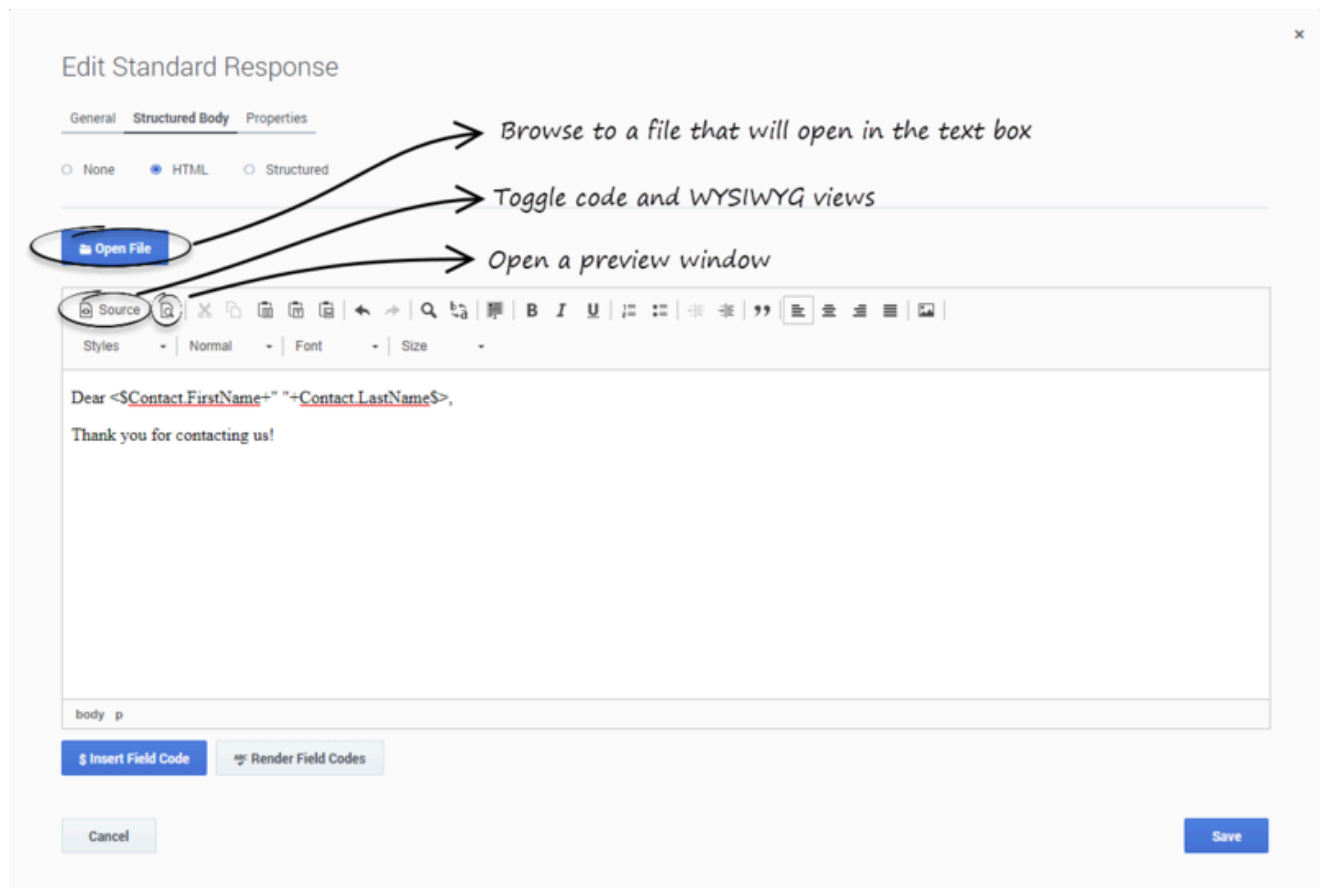 ×
Edit Standard Response
General Structured Body Properties
Browse to a file that will open in the text box
None HTML Structured
Toggle code and WYSIWYG views
Open File
Open a preview window
Source B I U
Styles Normal Font Size
Dear <$Contact.FirstName+" "+Contact.LastName$>,
Thank you for contacting us!
body p
$ Insert Field Code ABC Render Field Codes
Cancel Save